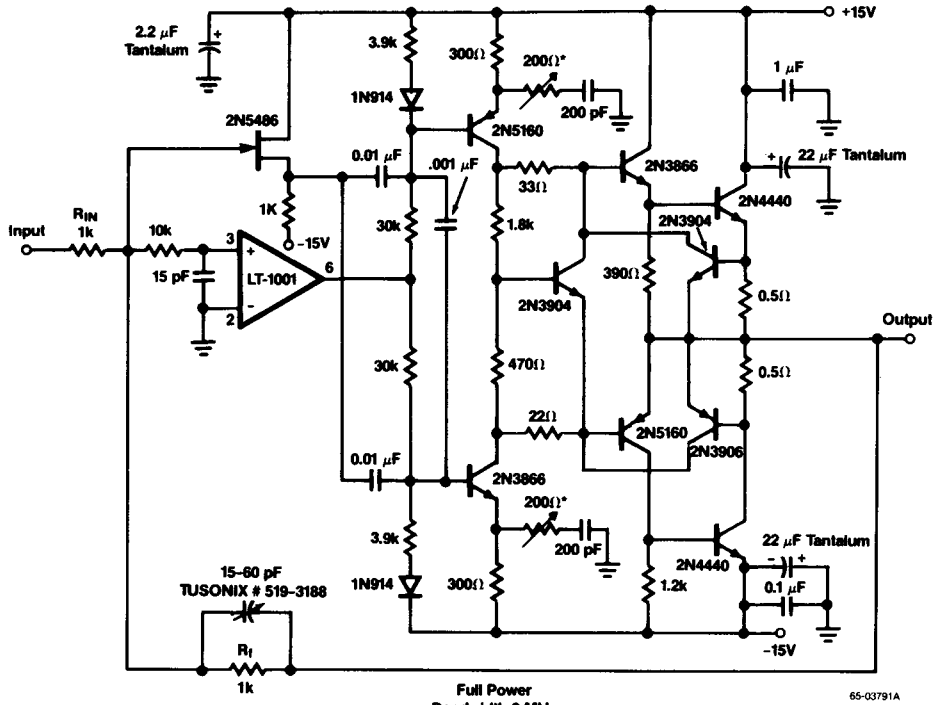 +15V
2.2 μF
Tantalum
3.9k
300Ω
200Ω*
1 μF
1N914
200 pF
2N5486
2N5160
0.01 μF
.001 μF
2N3866
+ 22 μF Tantalum
33Ω
2N4440
2N3904
RIN
1k
Input
10k
1K
-15V
30k
1.8k
3
+
15 pF
LT-1001
6
-
2
2N3904
390Ω
0.5Ω
Output
30k
470Ω
0.5Ω
22Ω
2N5160
2N3906
0.01 μF
2N3866
200Ω*
200 pF
3.9k
2N4440
22 μF Tantalum
- +
15-60 pF
TUSONIX # 519-3188
1N914
300Ω
1.2k
0.1 μF
-15V
Rf
1k
Full Power
65-03791A